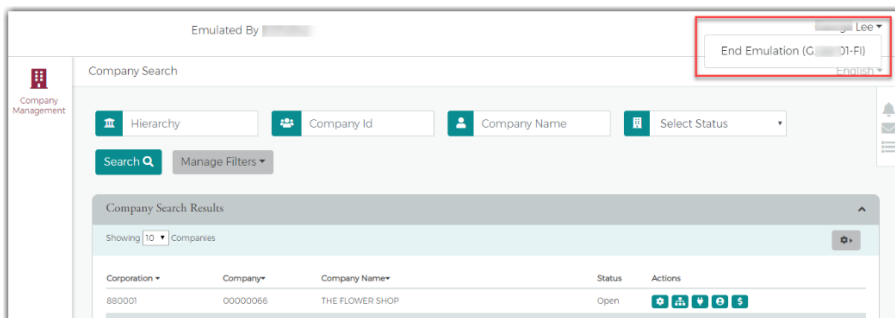 Emulated By
Lee
End Emulation (G 01-FI)
Company Search
English
Company
Management
Hierarchy
Company Id
Company Name
Select Status
Search
Manage Filters
Company Search Results
Showing 10 Companies
Corporation Company Company Name Status Actions
880001 00000066 THE FLOWER SHOP Open $